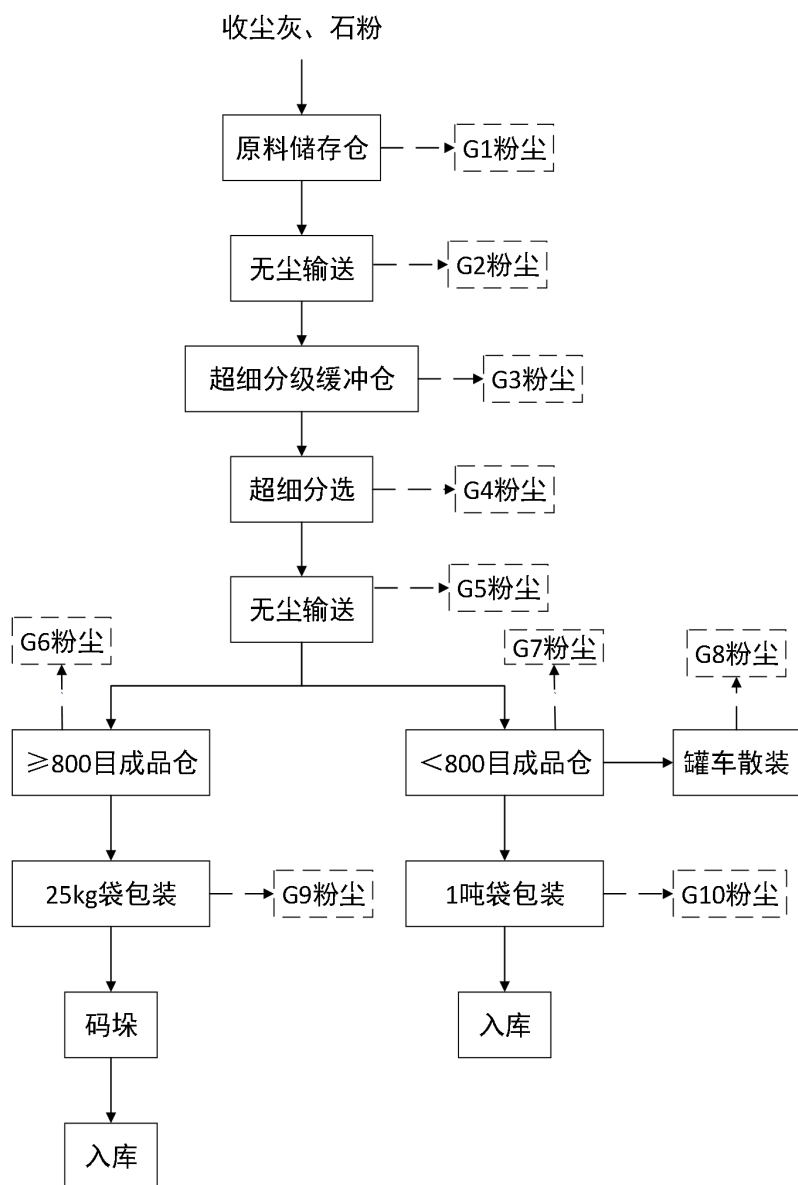 收尘灰、石粉
原料储存仓
G1粉尘
无尘输送
G2粉尘
超细分级缓冲仓
G3粉尘
超细分选
G4粉尘
无尘输送
G5粉尘
G6粉尘
G7粉尘
G8粉尘
≥800目成品仓
＜800目成品仓
罐车散装
25kg袋包装
G9粉尘
1吨袋包装
G10粉尘
码垛
入库
入库